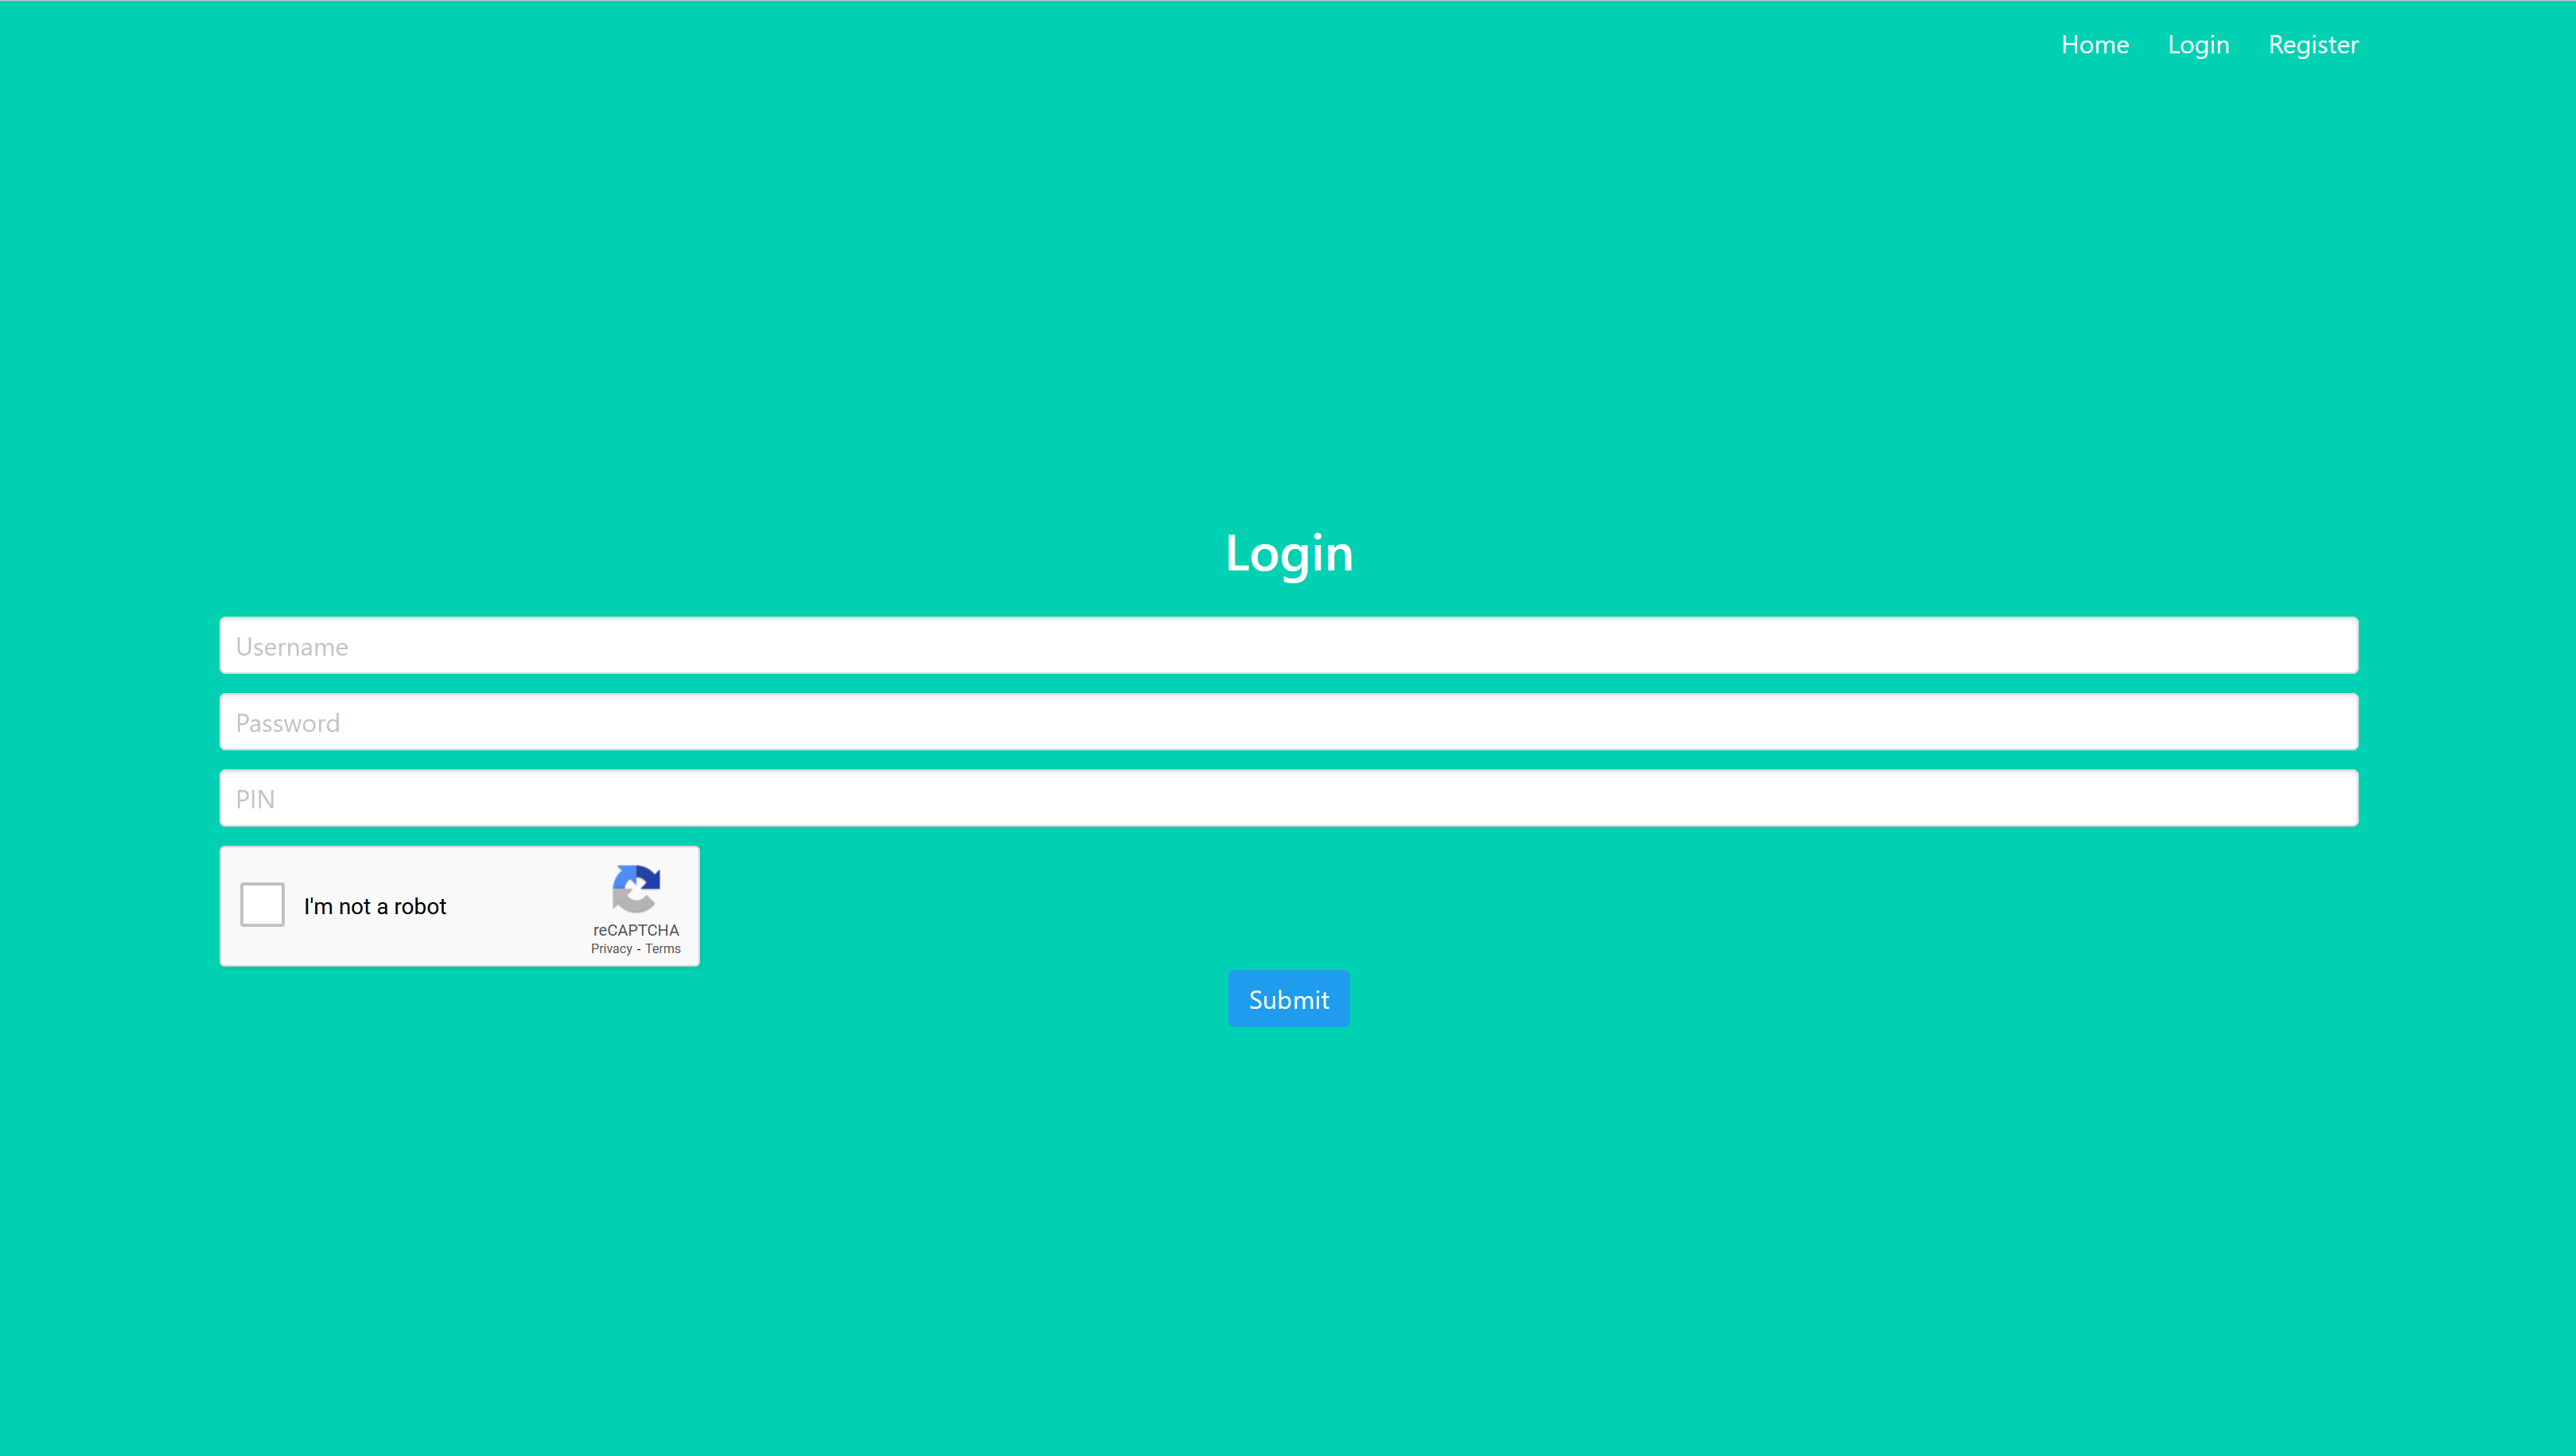 Home Login Register
Login
Username
Password
PIN
I'm not a robot
reCAPTCHA
Privacy - Terms
Submit